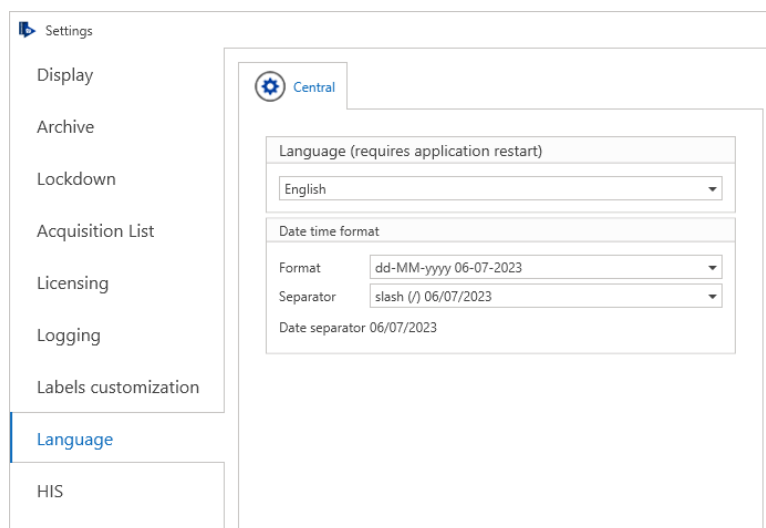 Settings
Display
Archive
Lockdown
Acquisition List
Licensing
Logging
Labels customization
Language
HIS
Central
Language (requires application restart)
English
Date time format
Format dd-MM-yyyy 06-07-2023
Separator slash (/) 06/07/2023
Date separator 06/07/2023